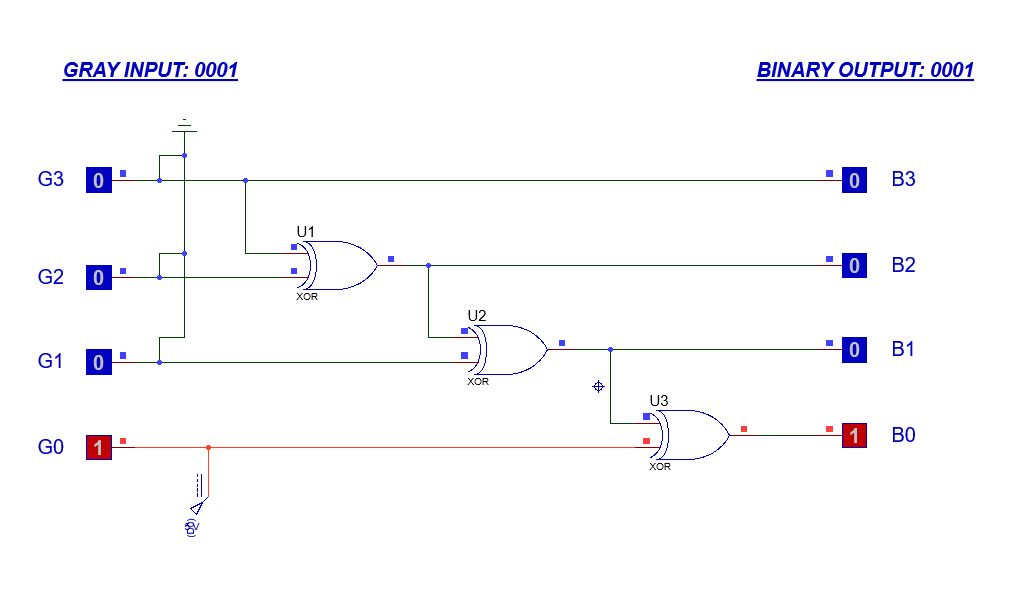 GRAY INPUT: 0001 BINARY OUTPUT: 0001
G3 0 0 B3
U1
G2 0 0 B2
XOR
U2
G1 0 0 B1
XOR
U3
G0 1 1 B0
XOR